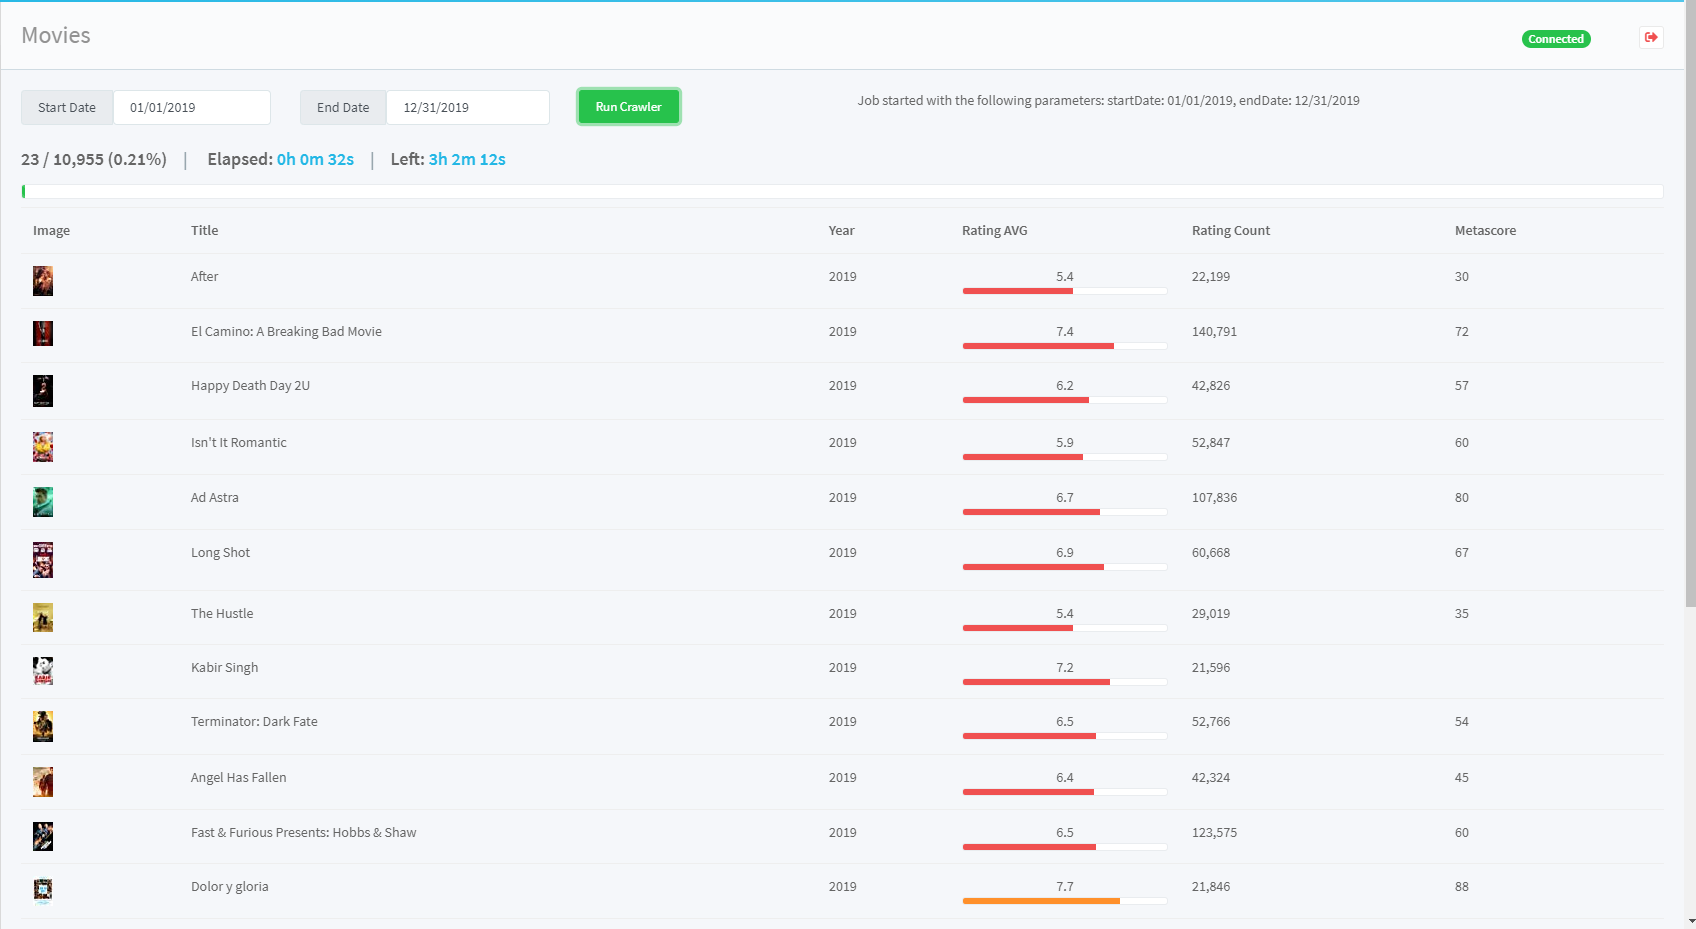 Movies
Connected
Start Date 01/01/2019 End Date 12/31/2019 Run Crawler Job started with the following parameters: startDate: 01/01/2019, endDate: 12/31/2019
23 / 10,955 (0.21%) | Elapsed: 0h 0m 32s | Left: 3h 2m 12s
Image Title Year Rating AVG Rating Count Metascore
After 2019 5.4 22,199 30
El Camino: A Breaking Bad Movie 2019 7.4 140,791 72
Happy Death Day 2U 2019 6.2 42,826 57
Isn't It Romantic 2019 5.9 52,847 60
Ad Astra 2019 6.7 107,836 80
Long Shot 2019 6.9 60,668 67
The Hustle 2019 5.4 29,019 35
Kabir Singh 2019 7.2 21,596
Terminator: Dark Fate 2019 6.5 52,766 54
Angel Has Fallen 2019 6.4 42,324 45
Fast & Furious Presents: Hobbs & Shaw 2019 6.5 123,575 60
Dolor y gloria 2019 7.7 21,846 88